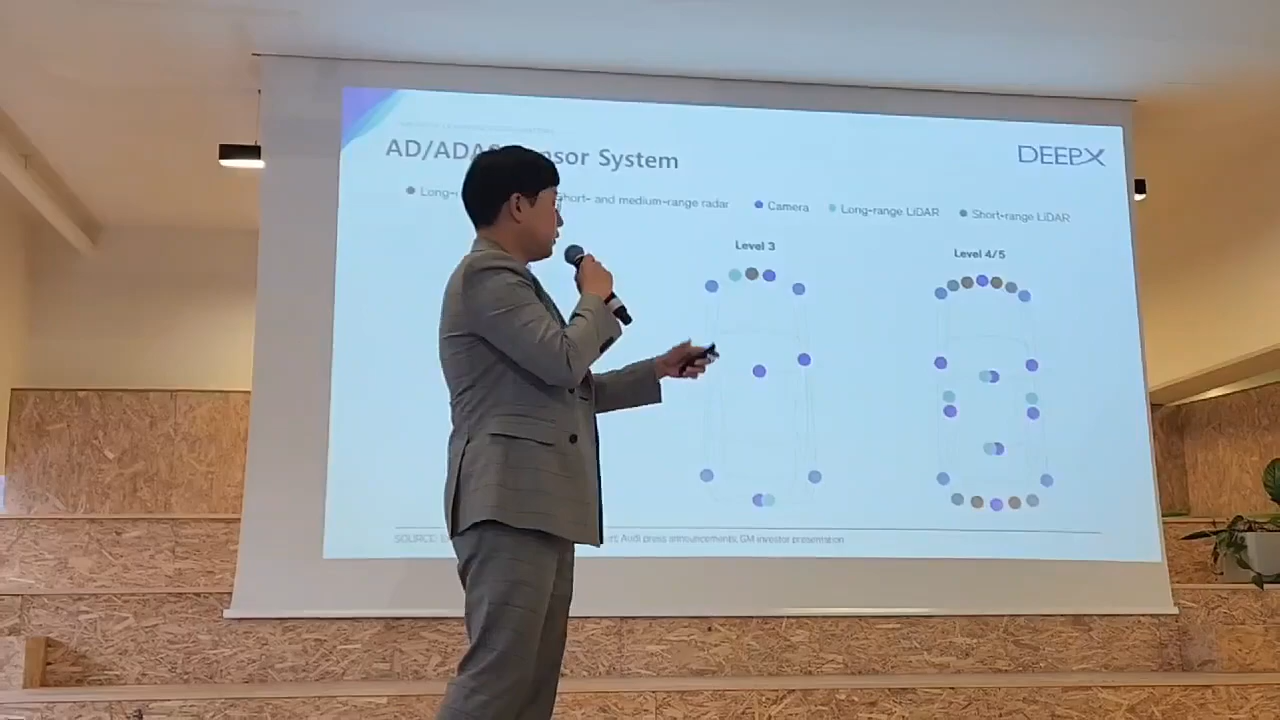 DEEPX
AD/ADAS nsor System
Long-
Short- and medium-range radar
Camera
Long-range LiDAR
Short-range LiDAR
Level 3
Level 4/5
SOURCE:
Audi press announcements; GM investor presentation